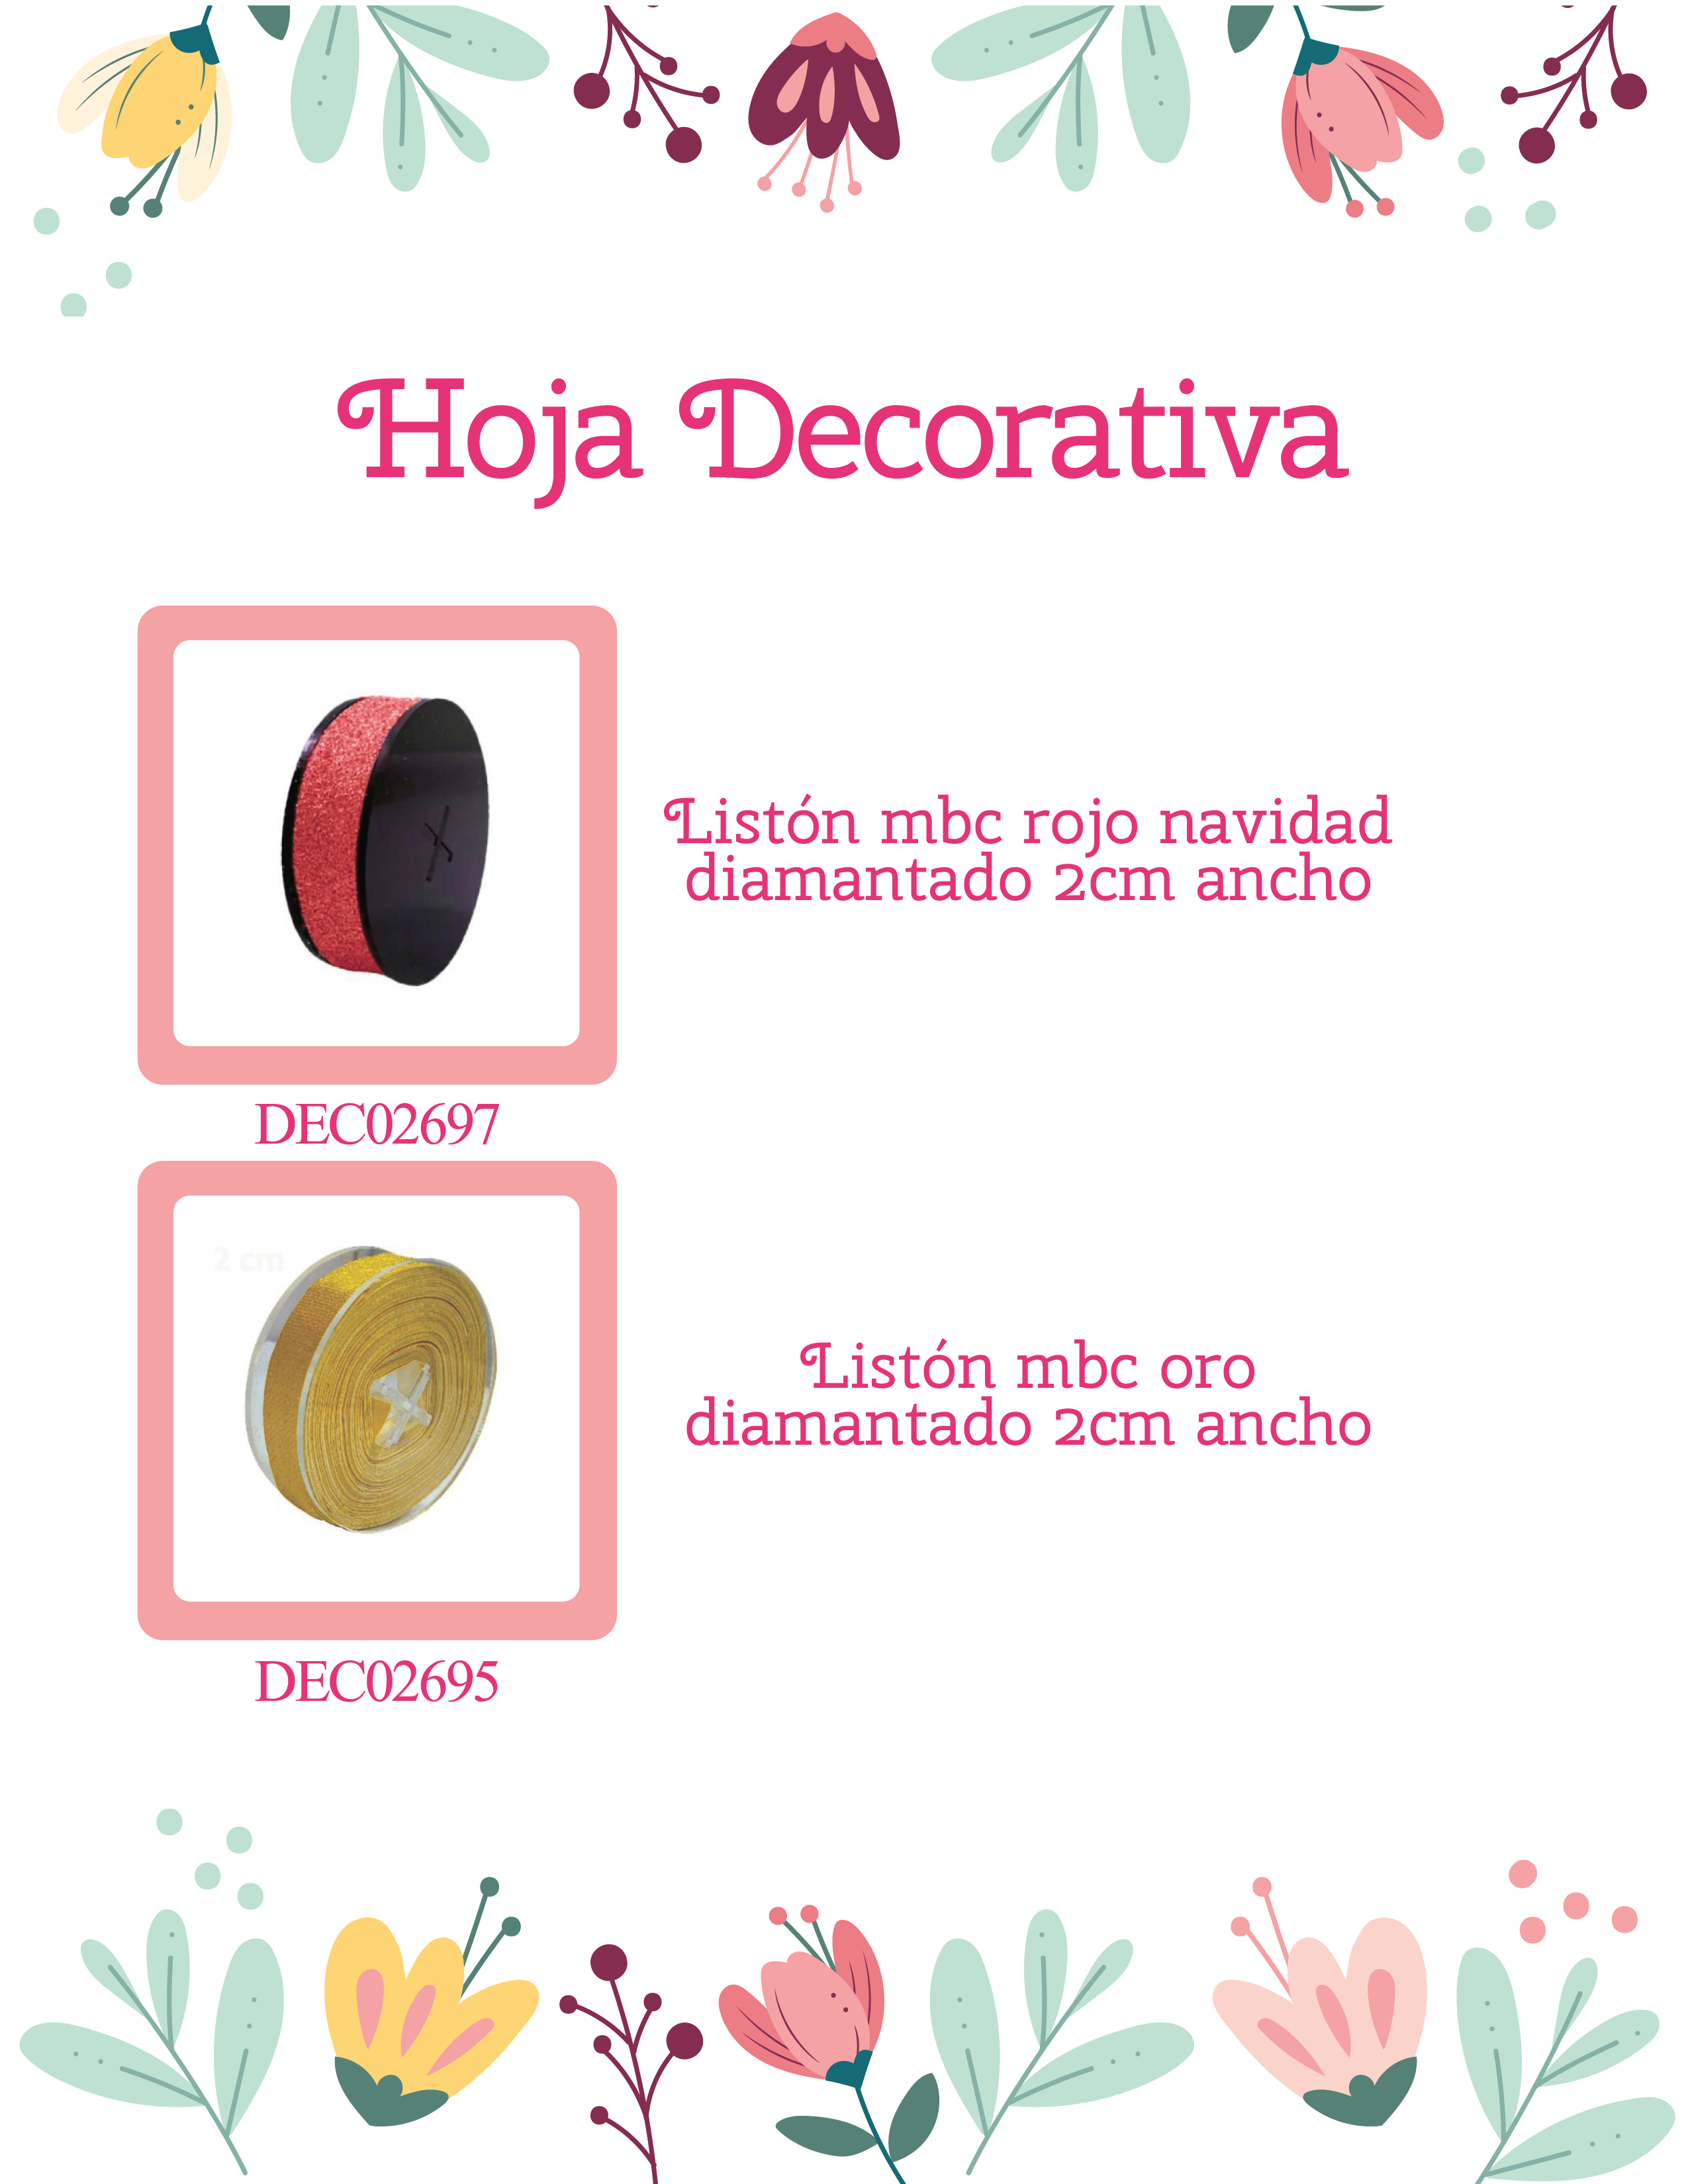 Hoja Decorativa
Listón mbc rojo navidad
diamantado 2cm ancho
DEC02697
2 cm
Listón mbc oro
diamantado 2cm ancho
DEC02695